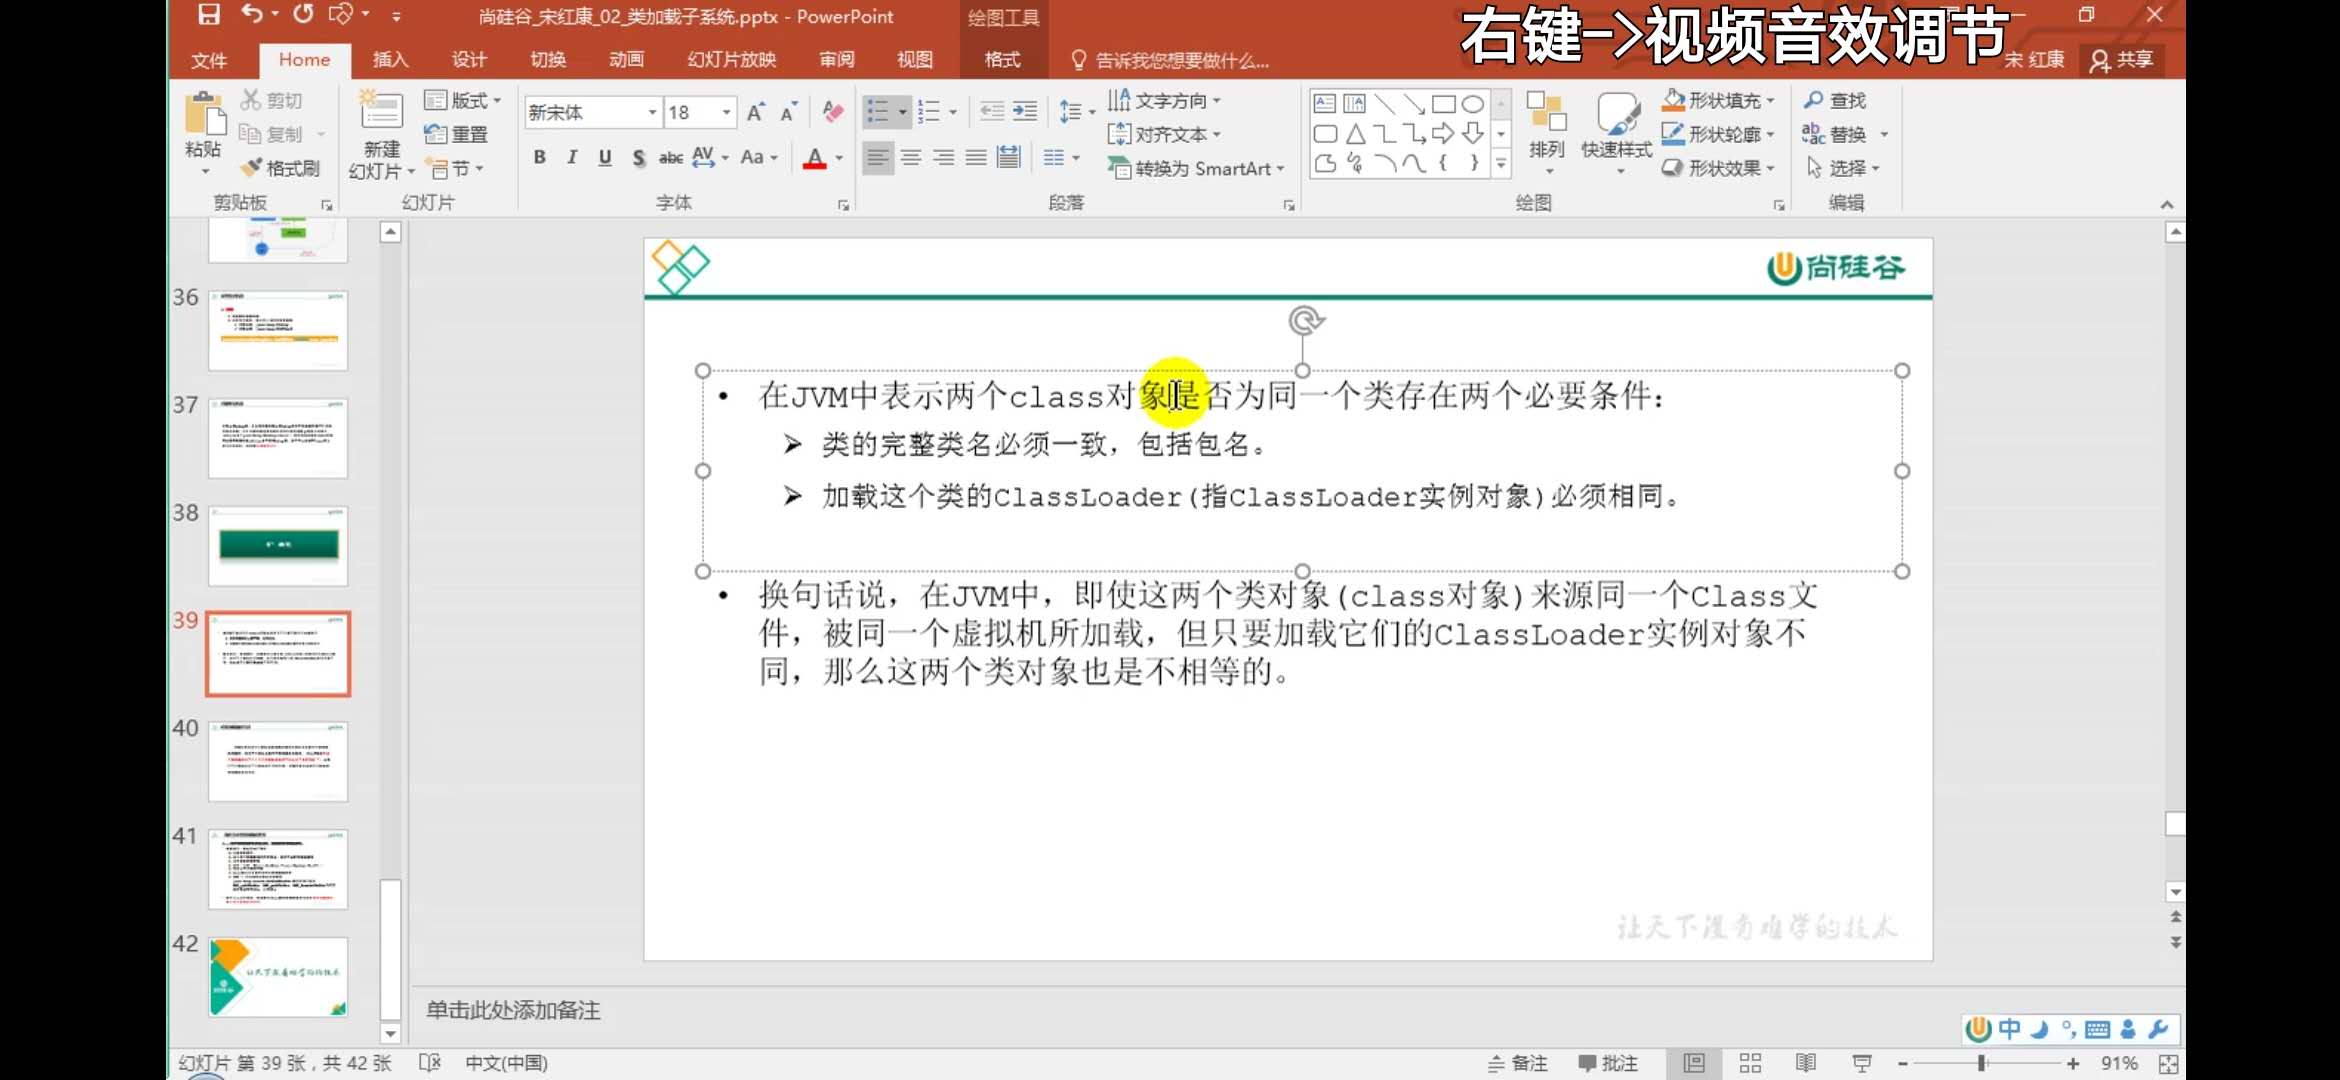 尚硅谷_宋红康_02_类加载子系统.pptx - PowerPoint
绘图工具
右键->视频音效调节
文件 Home 插入 设计 切换 动画 幻灯片放映 审阅 视图 格式 告诉我您想要做什么... 宋 红康 共享
粘贴
剪切
复制
格式刷
剪贴板
新建
幻灯片
版式
重置
节
幻灯片
新宋体 18
B I U S abc AV Aa A
字体
文字方向
对齐文本
转换为 SmartArt
段落
排列
快速样式
形状填充
形状轮廓
形状效果
绘图
查找
替换
选择
编辑
36
37
38
39
40
41
42
让天下没有难学的技术
尚硅谷
• 在JVM中表示两个class对象是否为同一个类存在两个必要条件：
➢ 类的完整类名必须一致，包括包名。
➢ 加载这个类的ClassLoader(指ClassLoader实例对象)必须相同。
• 换句话说，在JVM中，即使这两个类对象(class对象)来源同一个Class文
件，被同一个虚拟机所加载，但只要加载它们的ClassLoader实例对象不
同，那么这两个类对象也是不相等的。
让天下没有难学的技术
单击此处添加备注
中
幻灯片 第 39 张，共 42 张 中文(中国) 备注 批注 91%